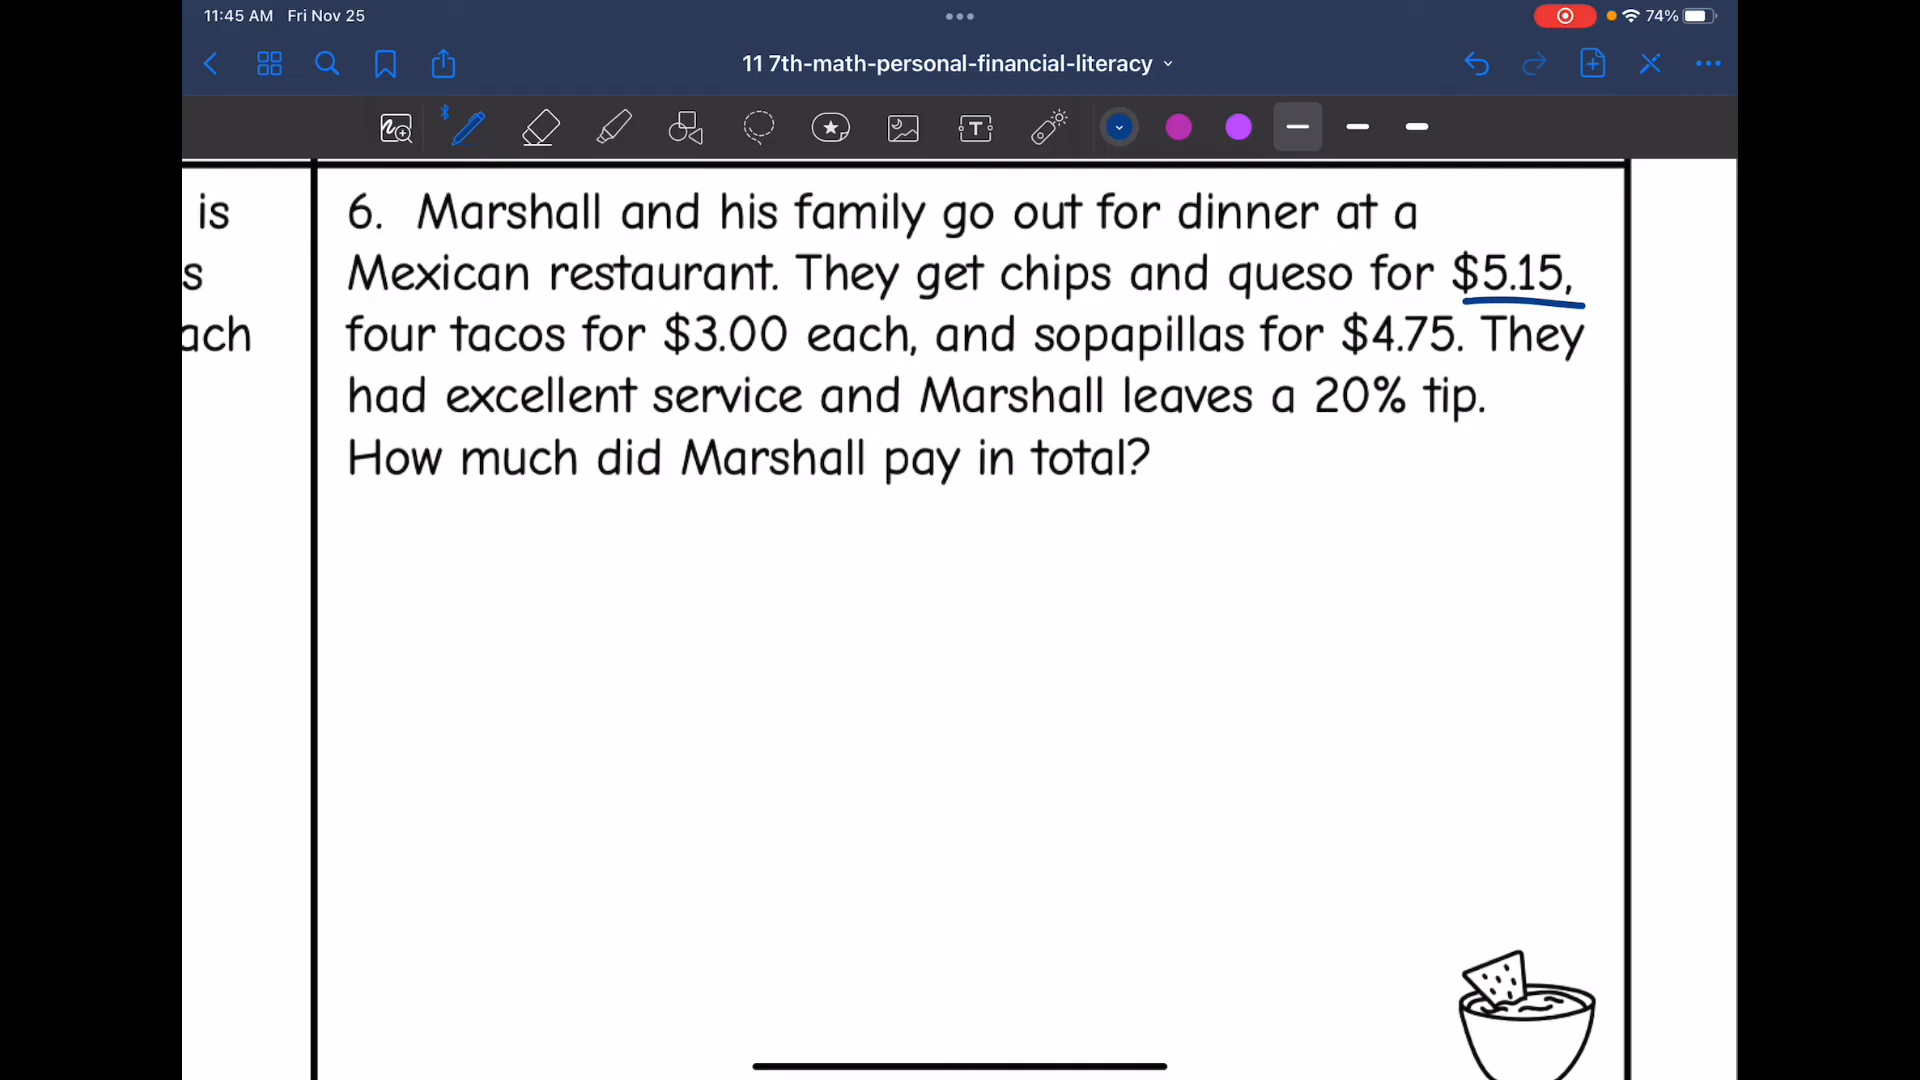 11:45 AM Fri Nov 25
74%
11 7th-math-personal-financial-literacy
T
is
s
ach
6. Marshall and his family go out for dinner at a
Mexican restaurant. They get chips and queso for $5.15,
four tacos for $3.00 each, and sopapillas for $4.75. They
had excellent service and Marshall leaves a 20% tip.
How much did Marshall pay in total?